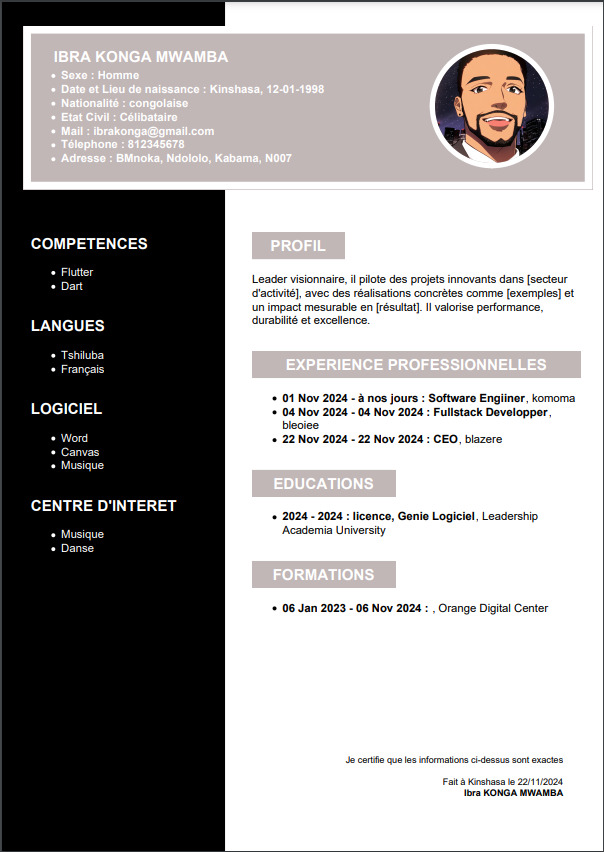 IBRA KONGA MWAMBA
Sexe : Homme
Date et Lieu de naissance : Kinshasa, 12-01-1998
Nationalité : congolaise
Etat Civil : Célibataire
Mail : ibrakonga@gmail.com
Télephone : 812345678
Adresse : BMnoka, Ndololo, Kabama, N007
COMPETENCES
Flutter
Dart
LANGUES
Tshiluba
Français
LOGICIEL
Word
Canvas
Musique
CENTRE D'INTERET
Musique
Danse
PROFIL
Leader visionnaire, il pilote des projets innovants dans [secteur
d'activité], avec des réalisations concrètes comme [exemples] et
un impact mesurable en [résultat]. Il valorise performance,
durabilité et excellence.
EXPERIENCE PROFESSIONNELLES
01 Nov 2024 - à nos jours : Software Engiiner, komoma
04 Nov 2024 - 04 Nov 2024 : Fullstack Developper,
bleoiee
22 Nov 2024 - 22 Nov 2024 : CEO, blazere
EDUCATIONS
2024 - 2024 : licence, Genie Logiciel, Leadership
Academia University
FORMATIONS
06 Jan 2023 - 06 Nov 2024 : , Orange Digital Center
Je certifie que les informations ci-dessus sont exactes
Fait à Kinshasa le 22/11/2024
Ibra KONGA MWAMBA